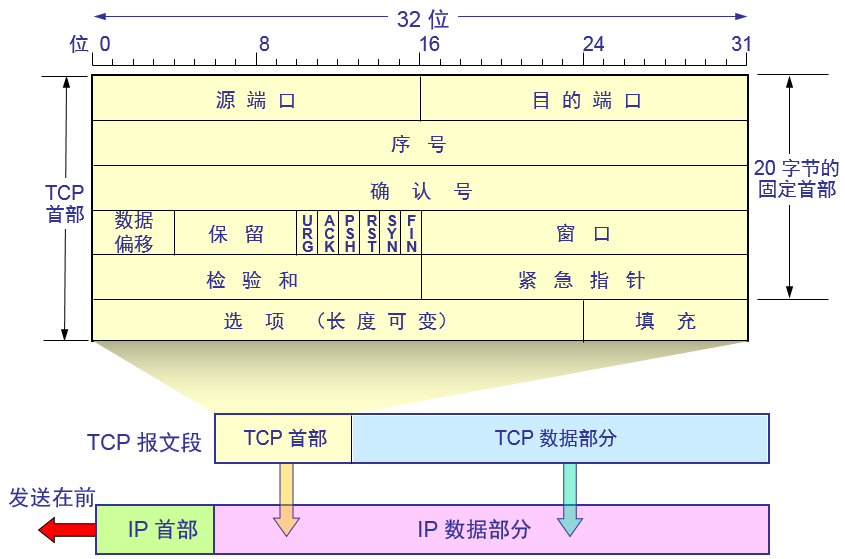 32 位
位 0 8 16 24 31
源 端 口 目 的 端 口
序 号
确 认 号
TCP
首部
20 字节的
固定首部
数据
偏移
保 留
URG
ACK
PSH
RST
SYN
FIN
窗 口
检 验 和 紧 急 指 针
选 项 （长 度 可 变） 填 充
TCP 报文段 TCP 首部 TCP 数据部分
发送在前
IP 首部 IP 数据部分